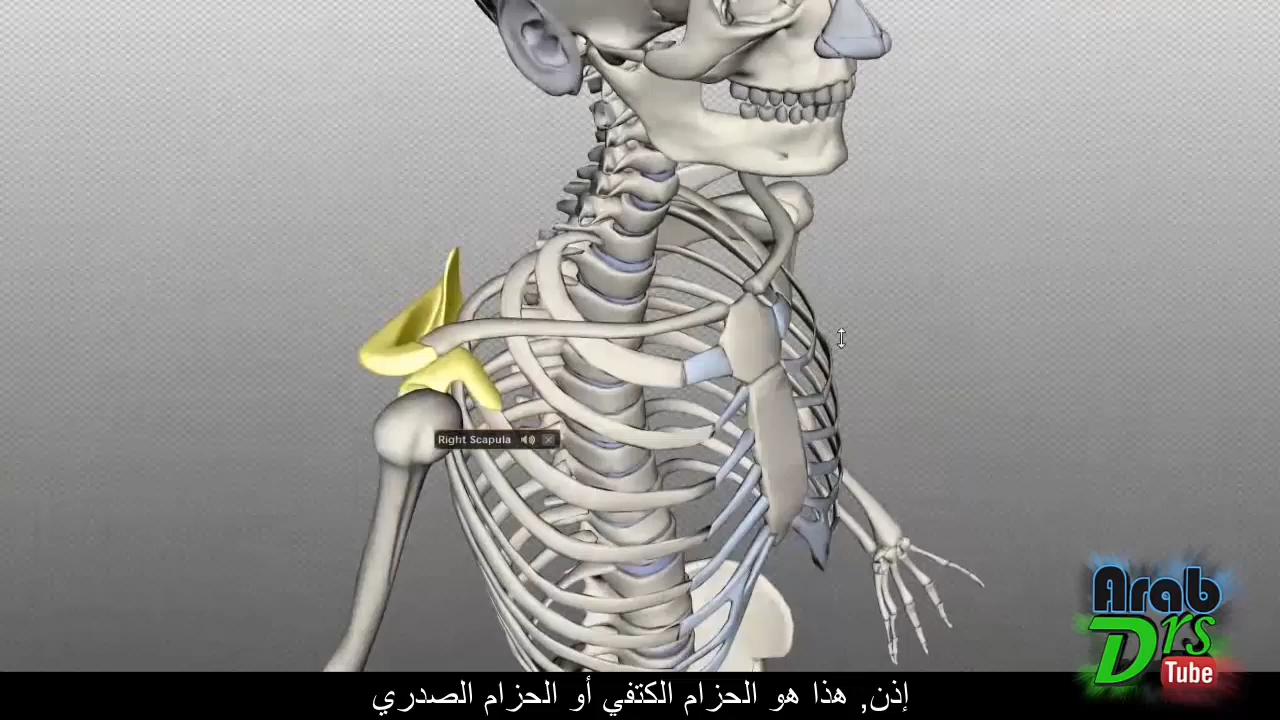 Right Scapula
Arab
Drs
Tube
إذن, هذا هو الحزام الكتفي أو الحزام الصدري